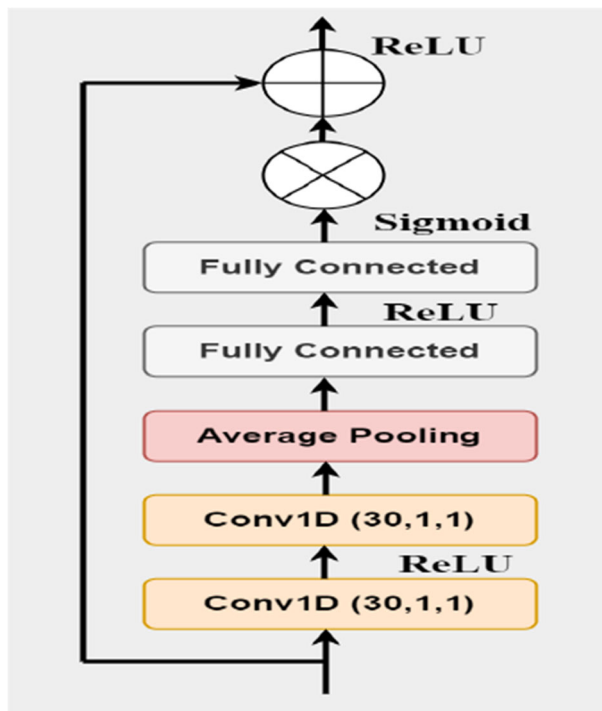 ReLU
Sigmoid
Fully Connected
ReLU
Fully Connected
Average Pooling
Conv1D (30,1,1)
ReLU
Conv1D (30,1,1)